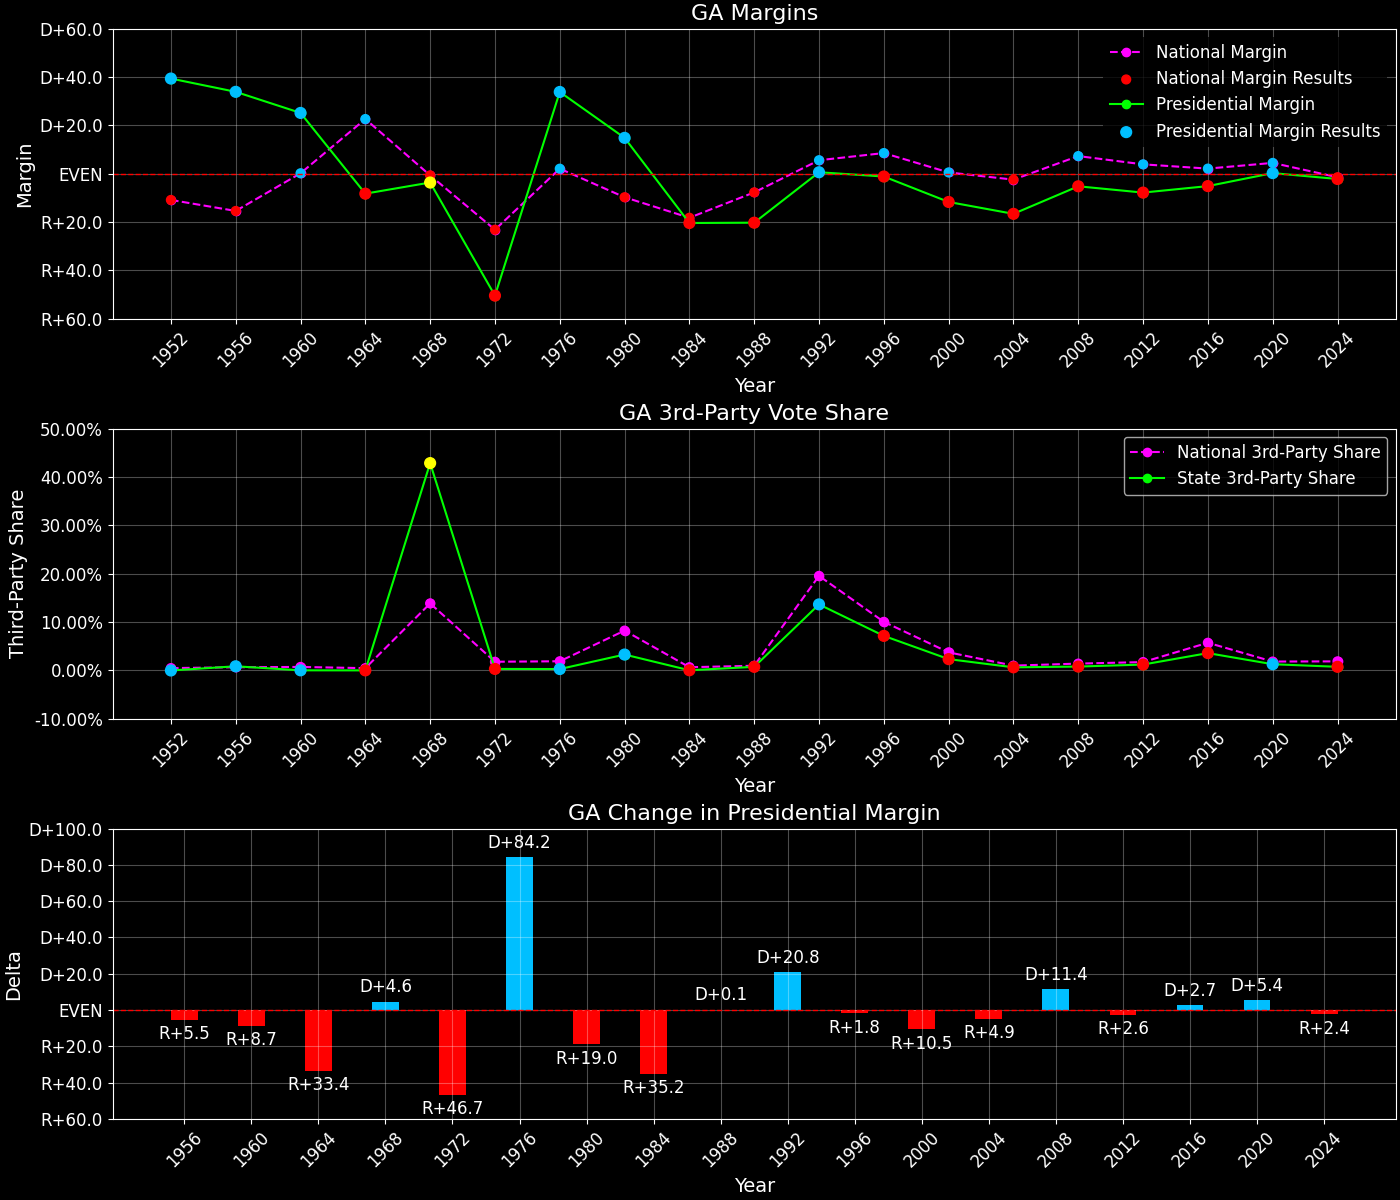 GA Margins
D+60.0
D+40.0
D+20.0
EVEN
R+20.0
R+40.0
R+60.0
Margin
National Margin
National Margin Results
Presidential Margin
Presidential Margin Results
1952 1956 1960 1964 1968 1972 1976 1980 1984 1988 1992 1996 2000 2004 2008 2012 2016 2020 2024
Year
GA 3rd-Party Vote Share
50.00%
40.00%
30.00%
20.00%
10.00%
0.00%
-10.00%
Third-Party Share
National 3rd-Party Share
State 3rd-Party Share
1952 1956 1960 1964 1968 1972 1976 1980 1984 1988 1992 1996 2000 2004 2008 2012 2016 2020 2024
Year
GA Change in Presidential Margin
D+100.0
D+80.0
D+60.0
D+40.0
D+20.0
EVEN
R+20.0
R+40.0
R+60.0
Delta
R+5.5
R+8.7
R+33.4
D+4.6
R+46.7
D+84.2
R+19.0
R+35.2
D+0.1
D+20.8
R+1.8
R+10.5
R+4.9
D+11.4
R+2.6
D+2.7
D+5.4
R+2.4
1956 1960 1964 1968 1972 1976 1980 1984 1988 1992 1996 2000 2004 2008 2012 2016 2020 2024
Year